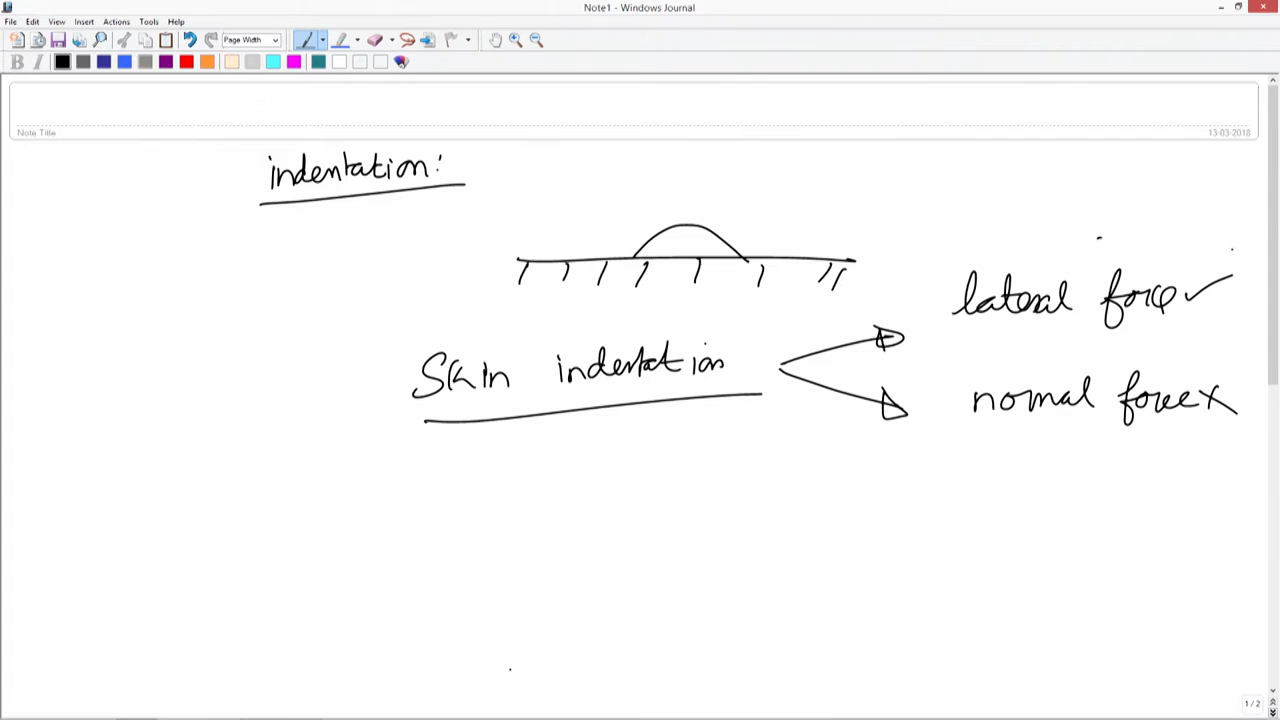 Note1 - Windows Journal
File Edit View Insert Actions Tools Help
Page Width
B I
Note Title
13-03-2018
indentation:
lateral force ✓
Skin indentation
normal force X
1 / 2